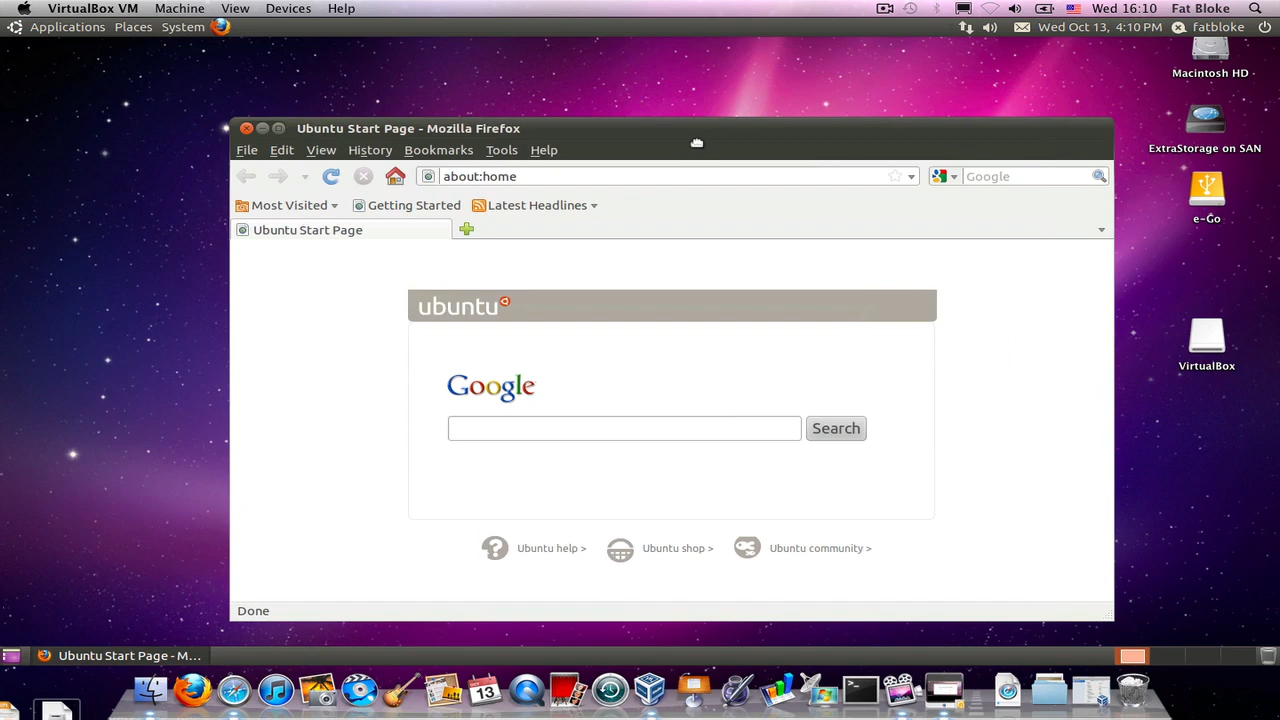 VirtualBox VM Machine View Devices Help Wed 16:10 Fat Bloke
Applications Places System Wed Oct 13, 4:10 PM fatbloke
Macintosh HD
ExtraStorage on SAN
e-Go
VirtualBox
Ubuntu Start Page - Mozilla Firefox
File Edit View History Bookmarks Tools Help
about:home Google
Most Visited Getting Started Latest Headlines
Ubuntu Start Page
ubuntu
Google
Search
Ubuntu help > Ubuntu shop > Ubuntu community >
Done
Ubuntu Start Page - M...
13